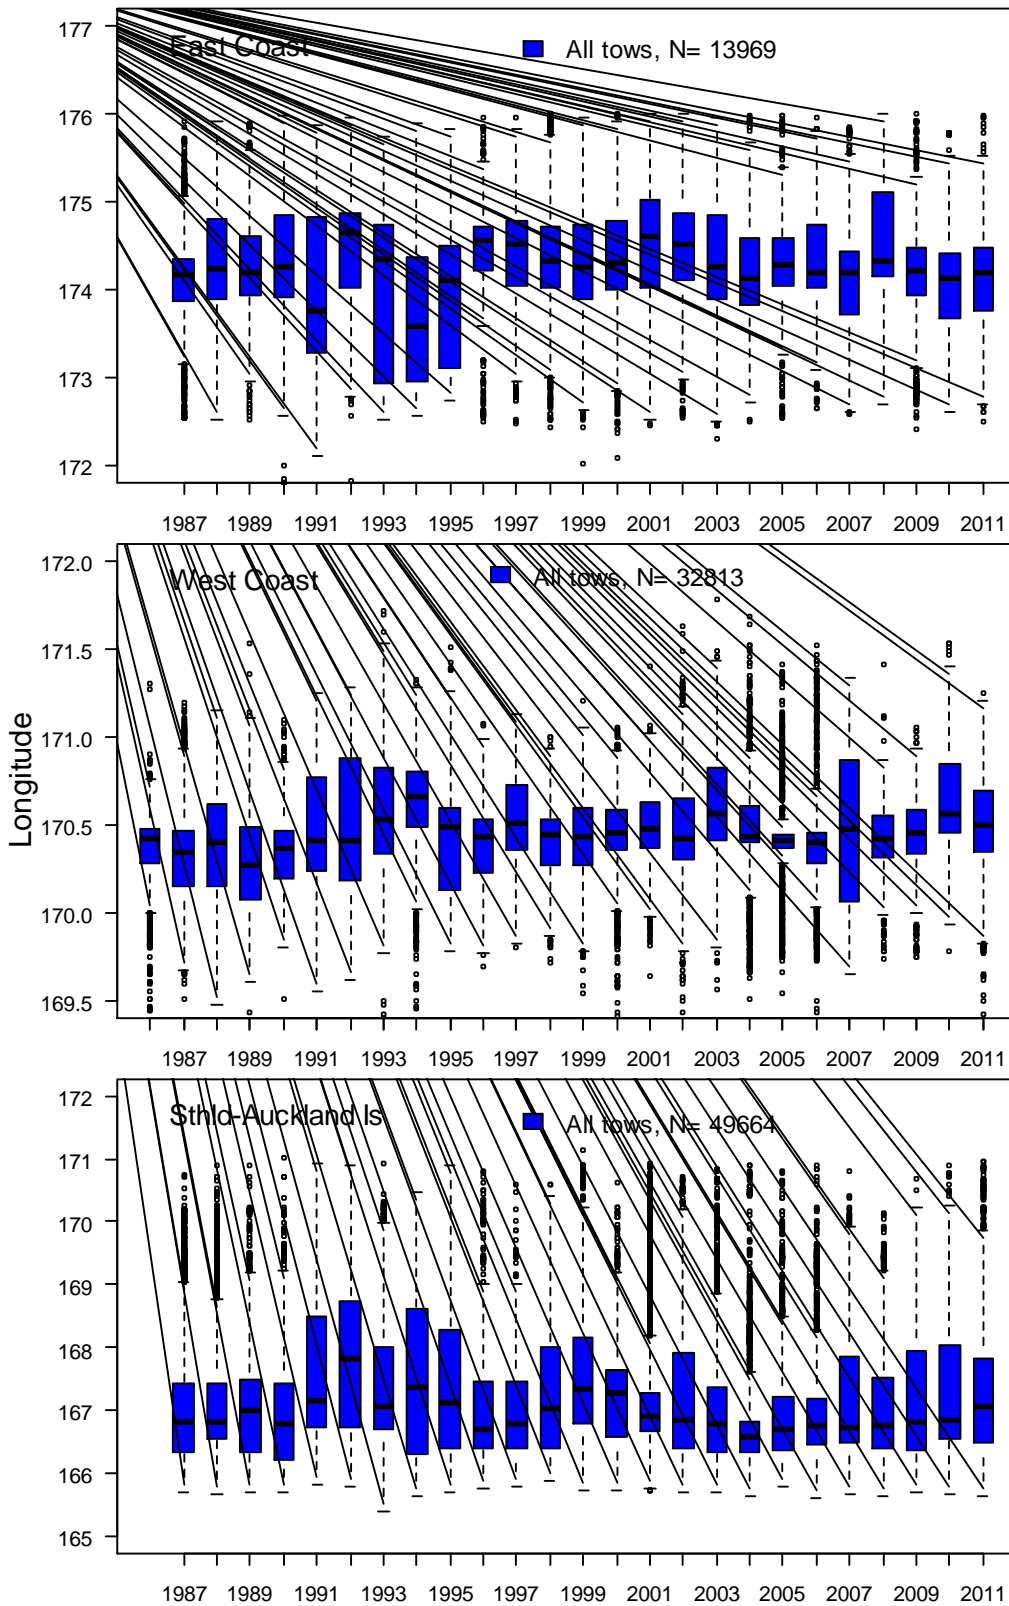 East Coast
All tows, N= 13969
177
176
175
174
173
172
1987 1989 1991 1993 1995 1997 1999 2001 2003 2005 2007 2009 2011
West Coast
All tows, N= 32813
172.0
171.5
171.0
170.5
170.0
169.5
Longitude
1987 1989 1991 1993 1995 1997 1999 2001 2003 2005 2007 2009 2011
Sthld-Auckland Is
All tows, N= 49664
172
171
170
169
168
167
166
165
1987 1989 1991 1993 1995 1997 1999 2001 2003 2005 2007 2009 2011